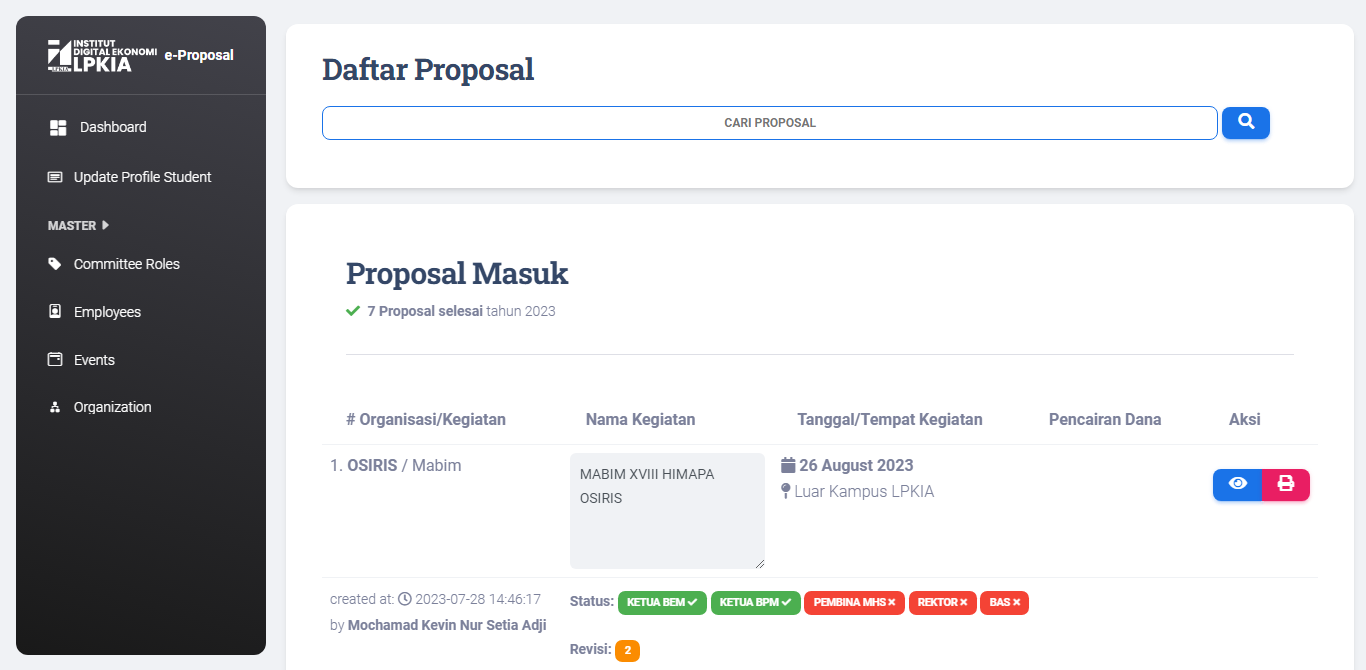 INSTITUT
DIGITAL EKONOMI
LPKIA
LPKIA
e-Proposal
Dashboard
Update Profile Student
MASTER
Committee Roles
Employees
Events
Organization
Daftar Proposal
CARI PROPOSAL
Proposal Masuk
7 Proposal selesai tahun 2023
# Organisasi/Kegiatan Nama Kegiatan Tanggal/Tempat Kegiatan Pencairan Dana Aksi
1. OSIRIS / Mabim
MABIM XVIII HIMAPA
OSIRIS
26 August 2023
Luar Kampus LPKIA
created at: 2023-07-28 14:46:17
by Mochamad Kevin Nur Setia Adji
Status: KETUA BEM KETUA BPM PEMBINA MHS REKTOR BAS
Revisi: 2